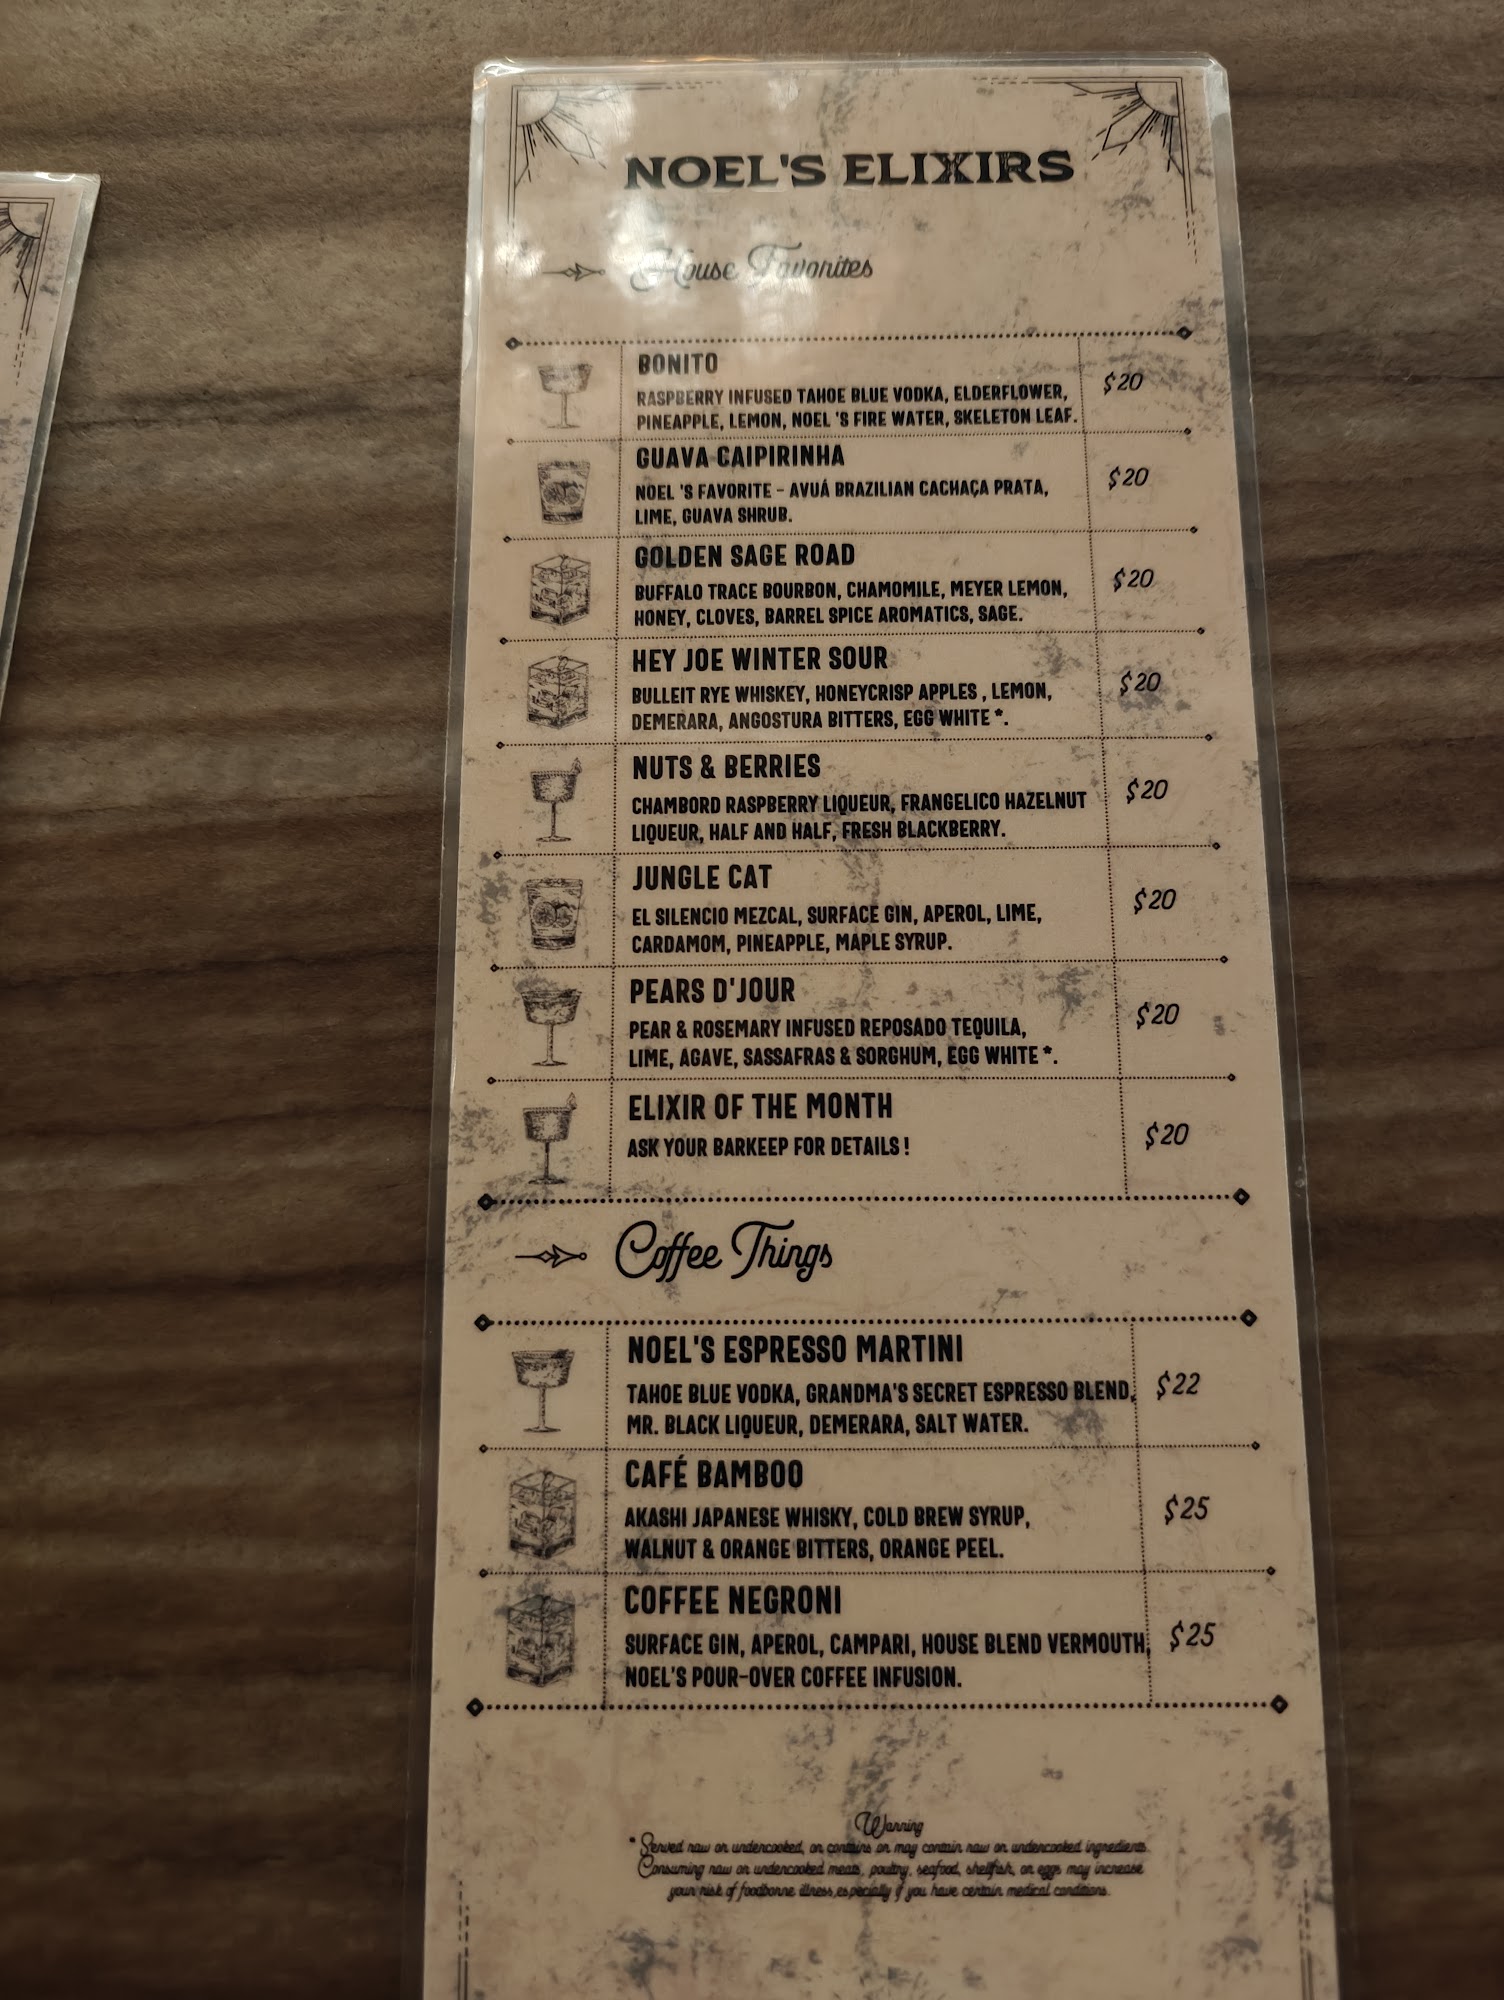 NOEL'S ELIXIRS
House Favorites
BONITO
RASPBERRY INFUSED TAHOE BLUE VODKA, ELDERFLOWER,
PINEAPPLE, LEMON, NOEL 'S FIRE WATER, SKELETON LEAF.
$20
GUAVA CAIPIRINHA
NOEL 'S FAVORITE - AVUÁ BRAZILIAN CACHAÇA PRATA,
LIME, GUAVA SHRUB.
$20
GOLDEN SAGE ROAD
BUFFALO TRACE BOURBON, CHAMOMILE, MEYER LEMON,
HONEY, CLOVES, BARREL SPICE AROMATICS, SAGE.
$20
HEY JOE WINTER SOUR
BULLEIT RYE WHISKEY, HONEYCRISP APPLES , LEMON,
DEMERARA, ANGOSTURA BITTERS, EGG WHITE *.
$20
NUTS & BERRIES
CHAMBORD RASPBERRY LIQUEUR, FRANGELICO HAZELNUT
LIQUEUR, HALF AND HALF, FRESH BLACKBERRY.
$20
JUNGLE CAT
EL SILENCIO MEZCAL, SURFACE GIN, APEROL, LIME,
CARDAMOM, PINEAPPLE, MAPLE SYRUP.
$20
PEARS D'JOUR
PEAR & ROSEMARY INFUSED REPOSADO TEQUILA,
LIME, AGAVE, SASSAFRAS & SORGHUM, EGG WHITE *.
$20
ELIXIR OF THE MONTH
ASK YOUR BARKEEP FOR DETAILS !
$20
Coffee Things
NOEL'S ESPRESSO MARTINI
TAHOE BLUE VODKA, GRANDMA'S SECRET ESPRESSO BLEND,
MR. BLACK LIQUEUR, DEMERARA, SALT WATER.
$22
CAFÉ BAMBOO
AKASHI JAPANESE WHISKY, COLD BREW SYRUP,
WALNUT & ORANGE BITTERS, ORANGE PEEL.
$25
COFFEE NEGRONI
SURFACE GIN, APEROL, CAMPARI, HOUSE BLEND VERMOUTH,
NOEL'S POUR-OVER COFFEE INFUSION.
$25
Warning
* Served raw or undercooked, or contains or may contain raw or undercooked ingredients.
Consuming raw or undercooked meats, poultry, seafood, shellfish, or eggs may increase
your risk of foodborne illness,especially if you have certain medical conditions.